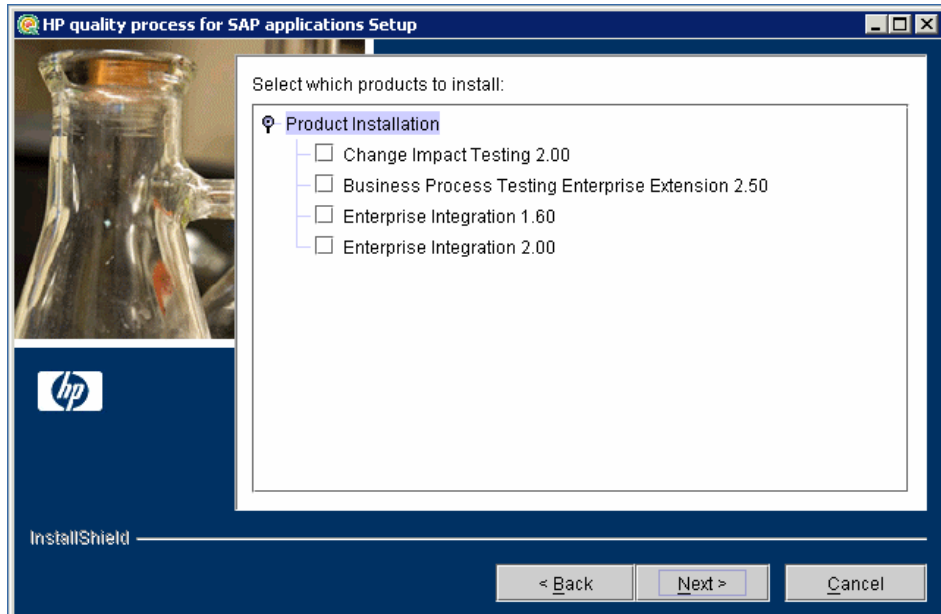 HP quality process for SAP applications Setup
Select which products to install:
Product Installation
Change Impact Testing 2.00
Business Process Testing Enterprise Extension 2.50
Enterprise Integration 1.60
Enterprise Integration 2.00
hp
InstallShield
< Back
Next >
Cancel